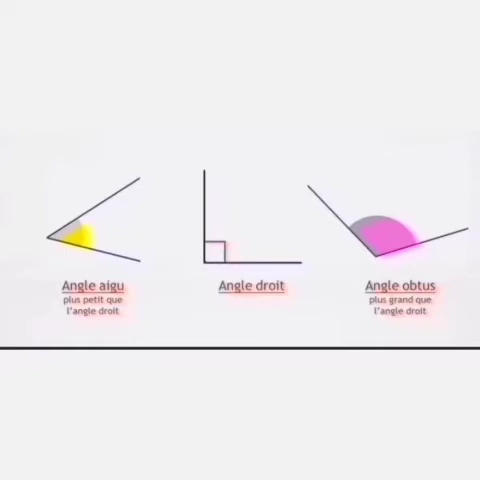 Angle aigu
plus petit que
l'angle droit
Angle droit
Angle obtus
plus grand que
l'angle droit